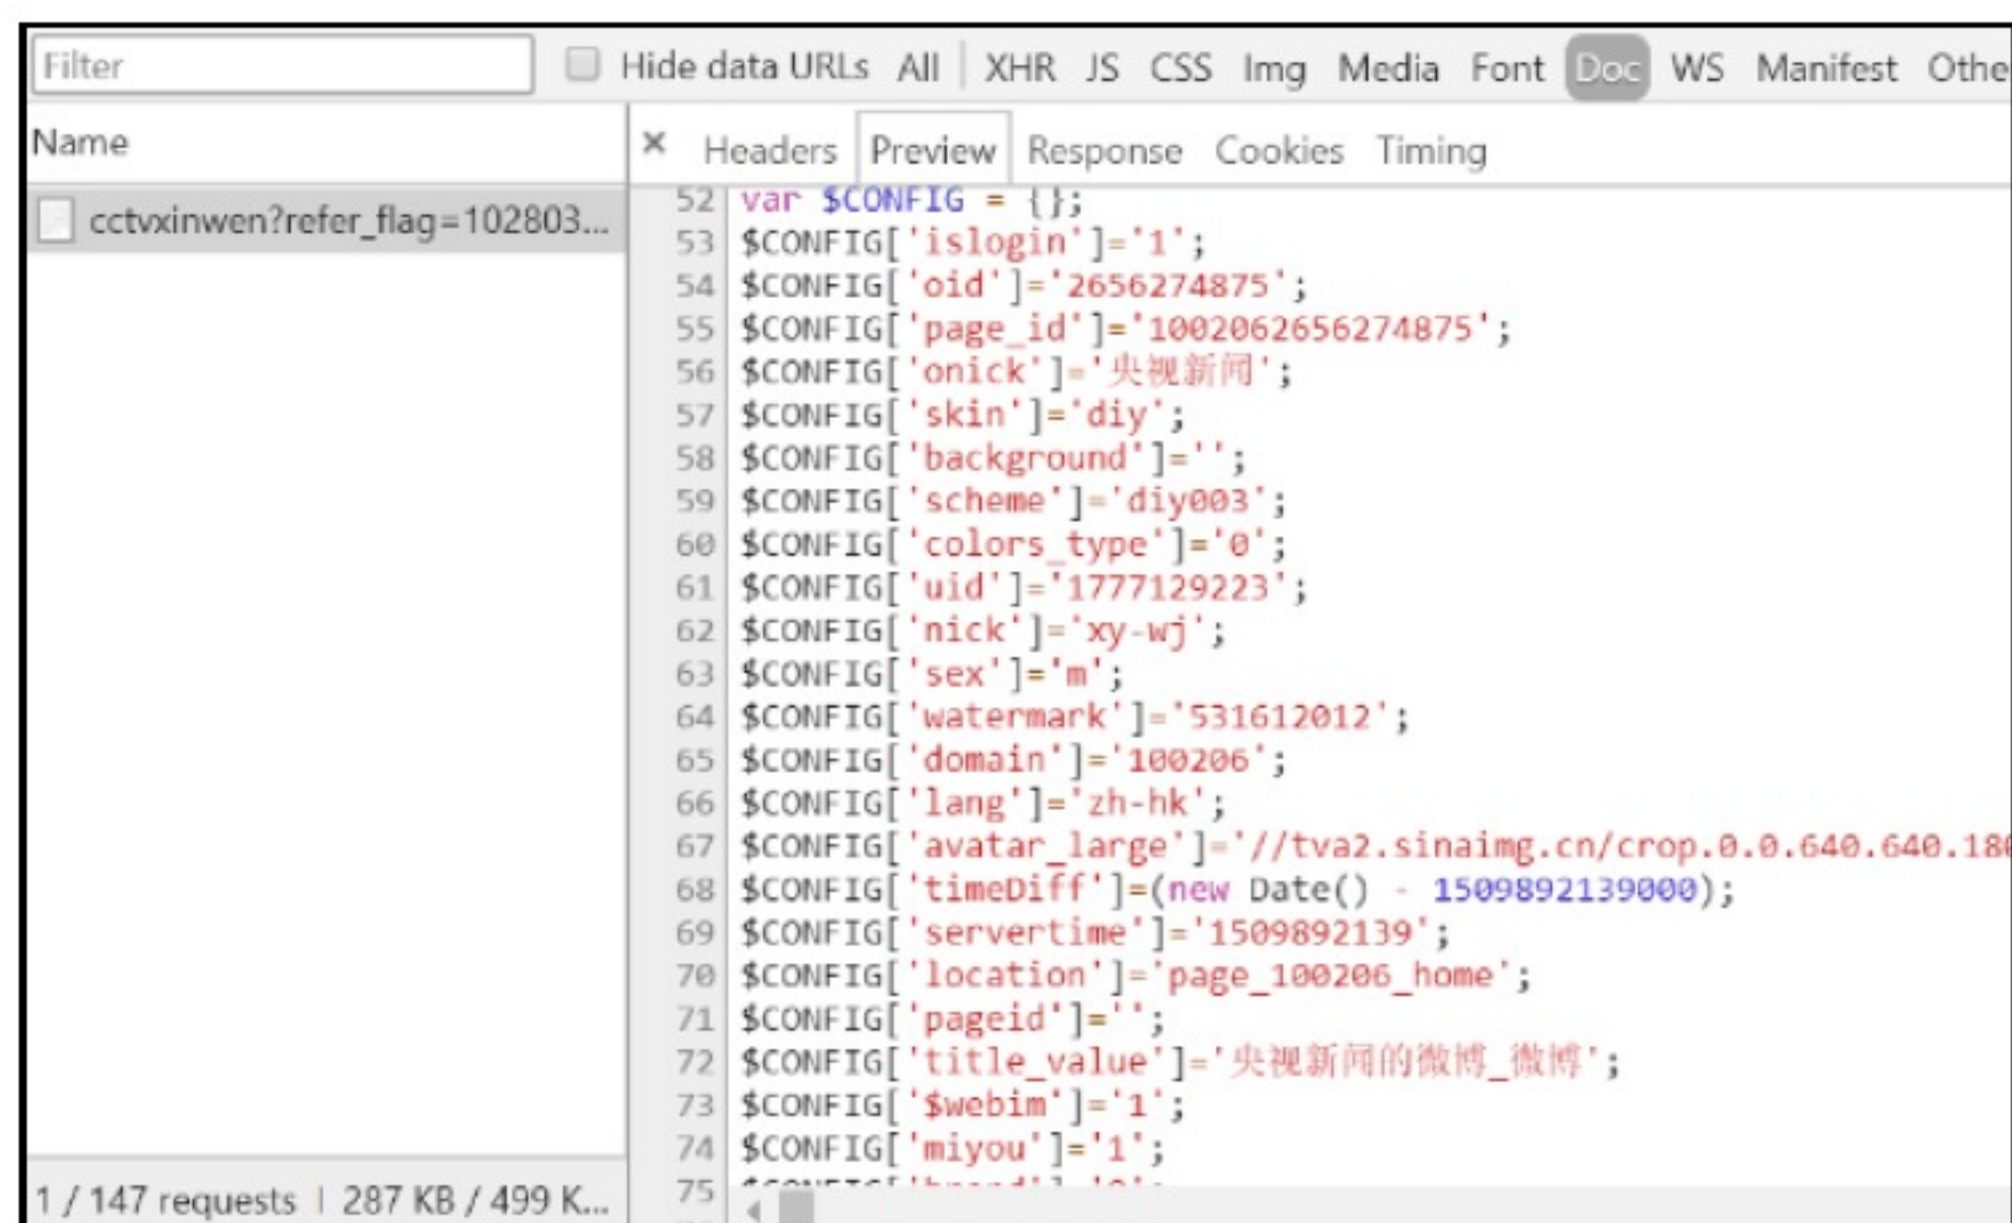 Filter Hide data URLs All XHR JS CSS Img Media Font Doc WS Manifest Othe
Name
× Headers Preview Response Cookies Timing
cctvxinwen?refer_flag=102803...
52 var $CONFIG = {};
53 $CONFIG['islogin']='1';
54 $CONFIG['oid']='2656274875';
55 $CONFIG['page_id']='1002062656274875';
56 $CONFIG['onick']='央视新闻';
57 $CONFIG['skin']='diy';
58 $CONFIG['background']='';
59 $CONFIG['scheme']='diy003';
60 $CONFIG['colors_type']='0';
61 $CONFIG['uid']='1777129223';
62 $CONFIG['nick']='xy-wj';
63 $CONFIG['sex']='m';
64 $CONFIG['watermark']='531612012';
65 $CONFIG['domain']='100206';
66 $CONFIG['lang']='zh-hk';
67 $CONFIG['avatar_large']='//tva2.sinaimg.cn/crop.0.0.640.640.180
68 $CONFIG['timeDiff']=(new Date() - 1509892139000);
69 $CONFIG['servertime']='1509892139';
70 $CONFIG['location']='page_100206_home';
71 $CONFIG['pageid']='';
72 $CONFIG['title_value']='央视新闻的微博_微博';
73 $CONFIG['$webim']='1';
74 $CONFIG['miyou']='1';
75
1 / 147 requests | 287 KB / 499 K...